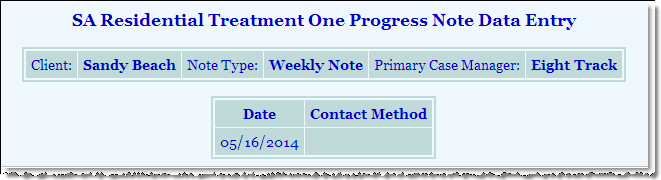 SA Residential Treatment One Progress Note Data Entry
Client: Sandy Beach Note Type: Weekly Note Primary Case Manager: Eight Track
Date Contact Method
05/16/2014